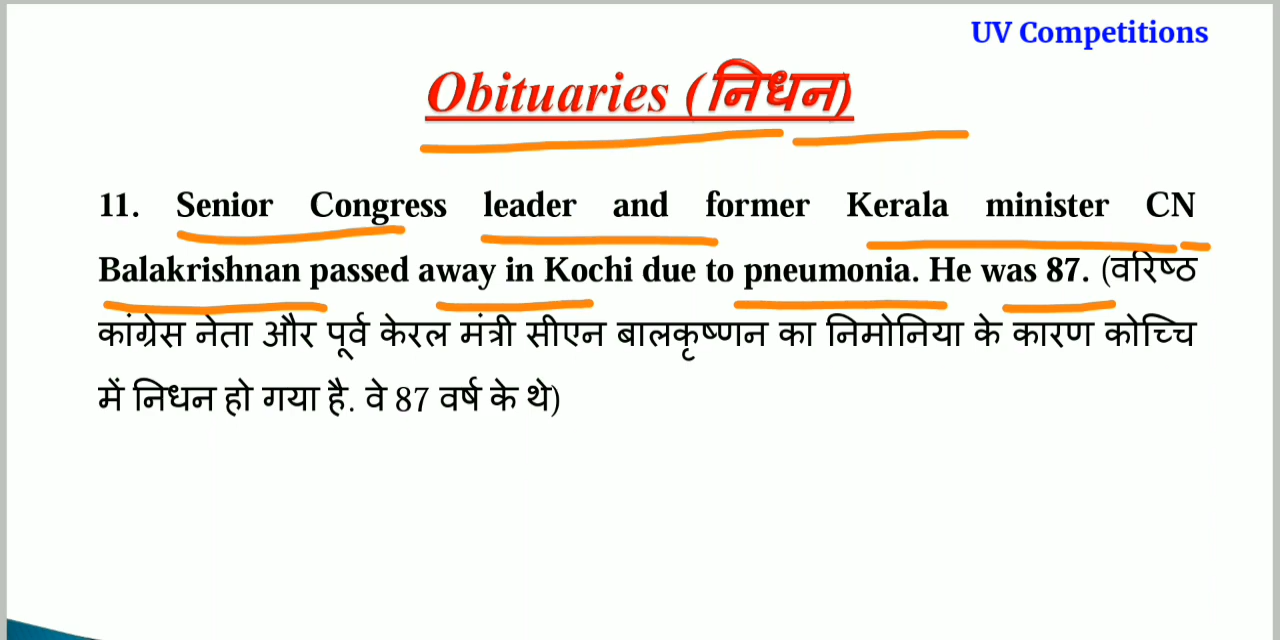 UV Competitions
Obituaries (निधन)
11. Senior Congress leader and former Kerala minister CN
Balakrishnan passed away in Kochi due to pneumonia. He was 87. (वरिष्ठ
कांग्रेस नेता और पूर्व केरल मंत्री सीएन बालकृष्णन का निमोनिया के कारण कोच्चि
में निधन हो गया है. वे 87 वर्ष के थे)